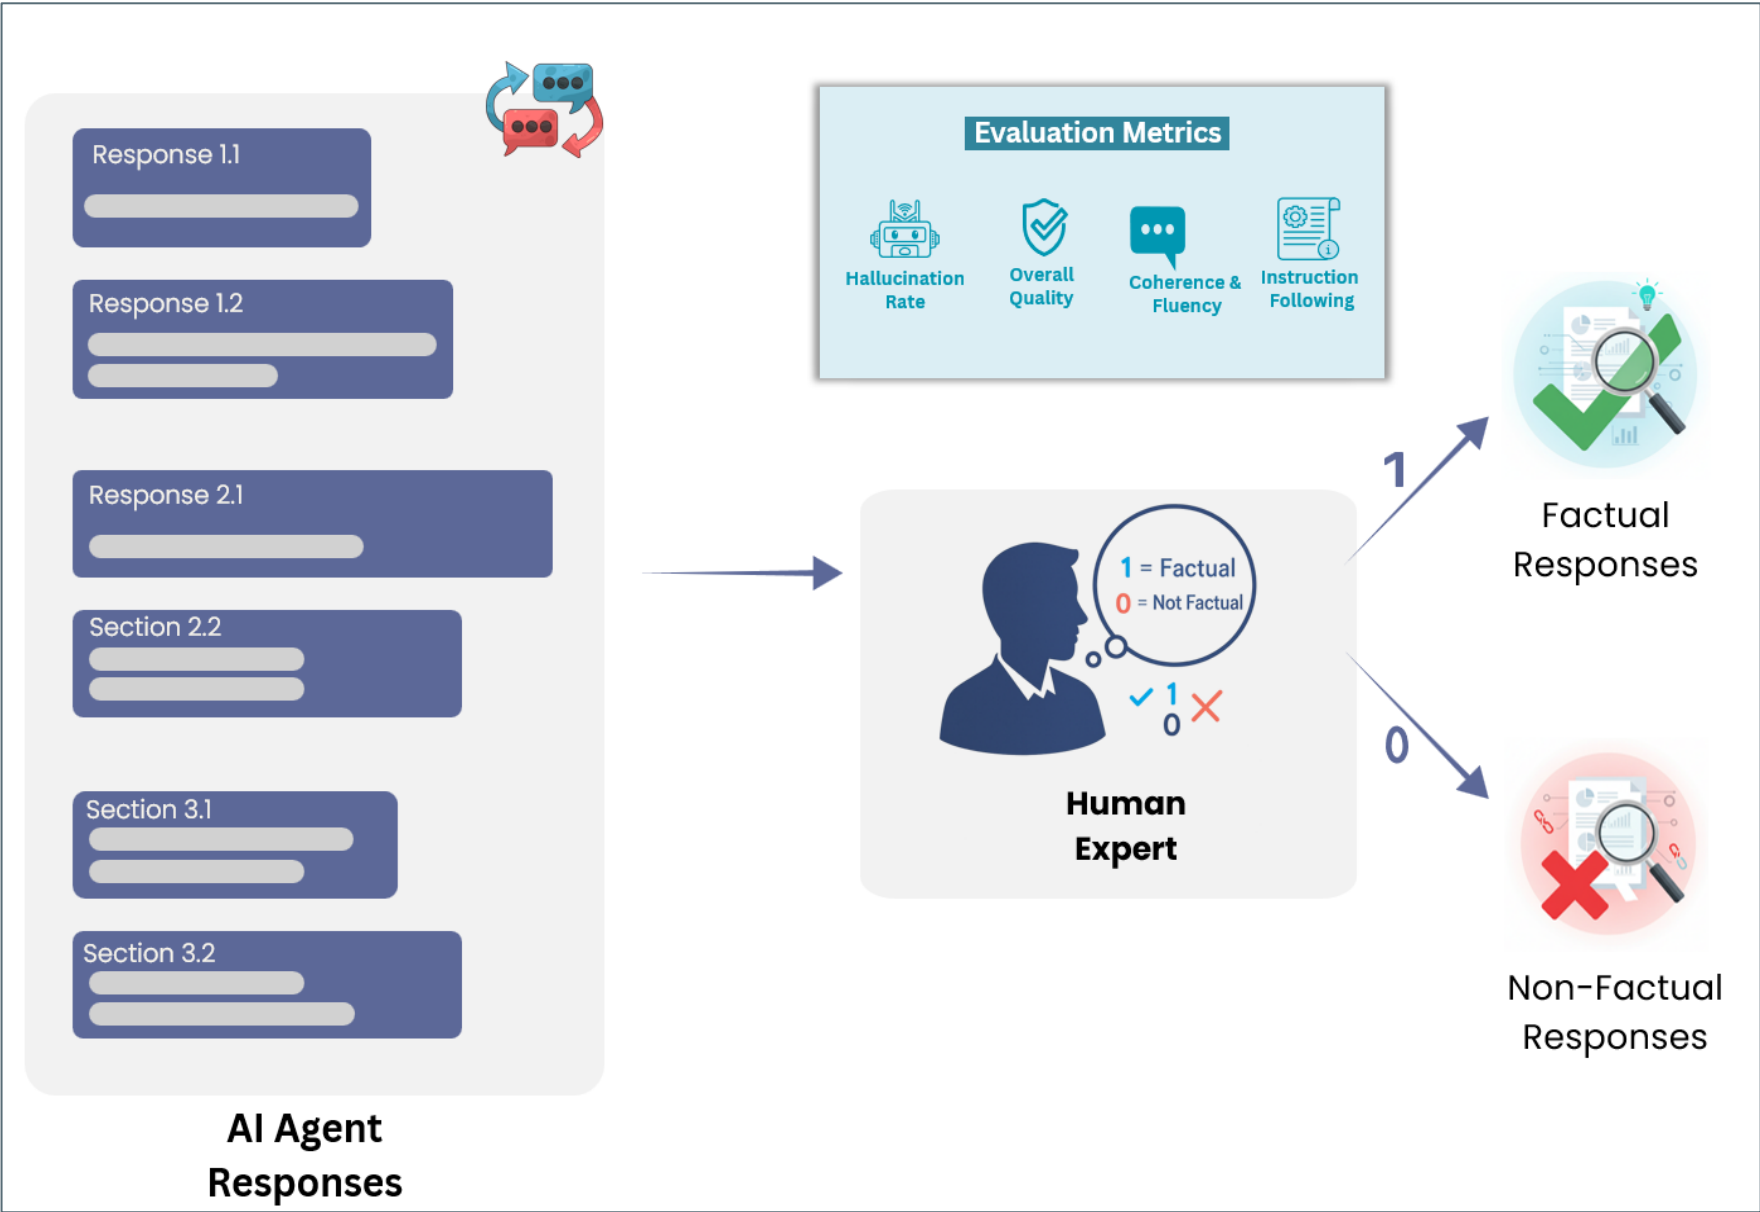 Response 1.1
Response 1.2
Response 2.1
Section 2.2
Section 3.1
Section 3.2
AI Agent
Responses
Evaluation Metrics
Hallucination
Rate
Overall
Quality
Coherence &
Fluency
Instruction
Following
1 = Factual
0 = Not Factual
1
0
Human
Expert
1
0
Factual
Responses
Non-Factual
Responses